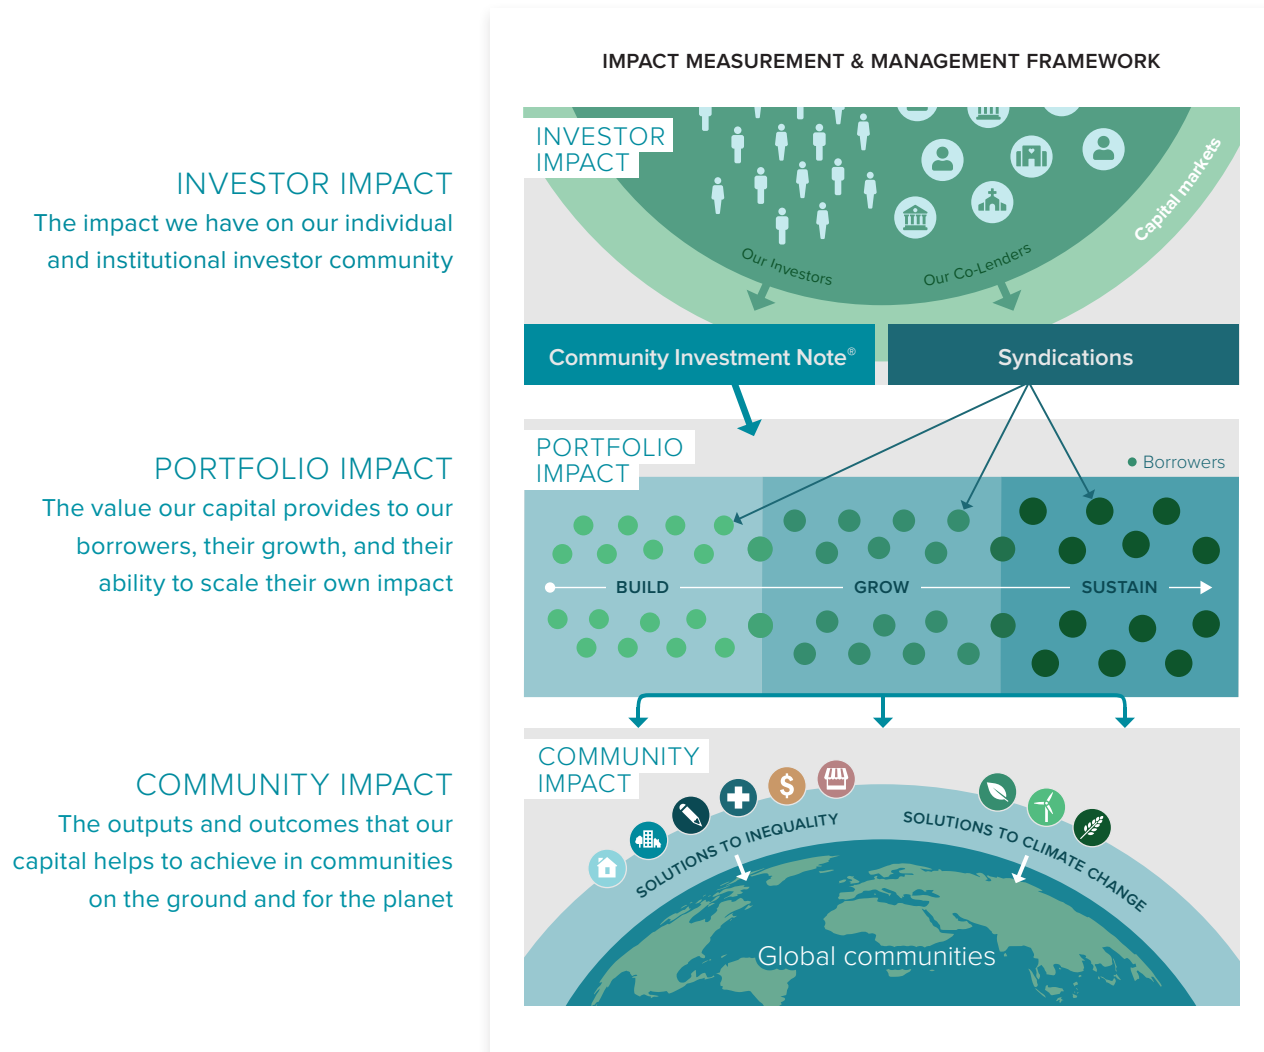 IMPACT MEASUREMENT & MANAGEMENT FRAMEWORK
INVESTOR IMPACT
The impact we have on our individual
and institutional investor community
INVESTOR
IMPACT
Capital markets
Our Investors
Our Co-Lenders
Community Investment Note®
Syndications
PORTFOLIO IMPACT
The value our capital provides to our
borrowers, their growth, and their
ability to scale their own impact
PORTFOLIO
IMPACT
Borrowers
BUILD
GROW
SUSTAIN
COMMUNITY IMPACT
The outputs and outcomes that our
capital helps to achieve in communities
on the ground and for the planet
COMMUNITY
IMPACT
$
SOLUTIONS TO INEQUALITY
SOLUTIONS TO CLIMATE CHANGE
Global communities